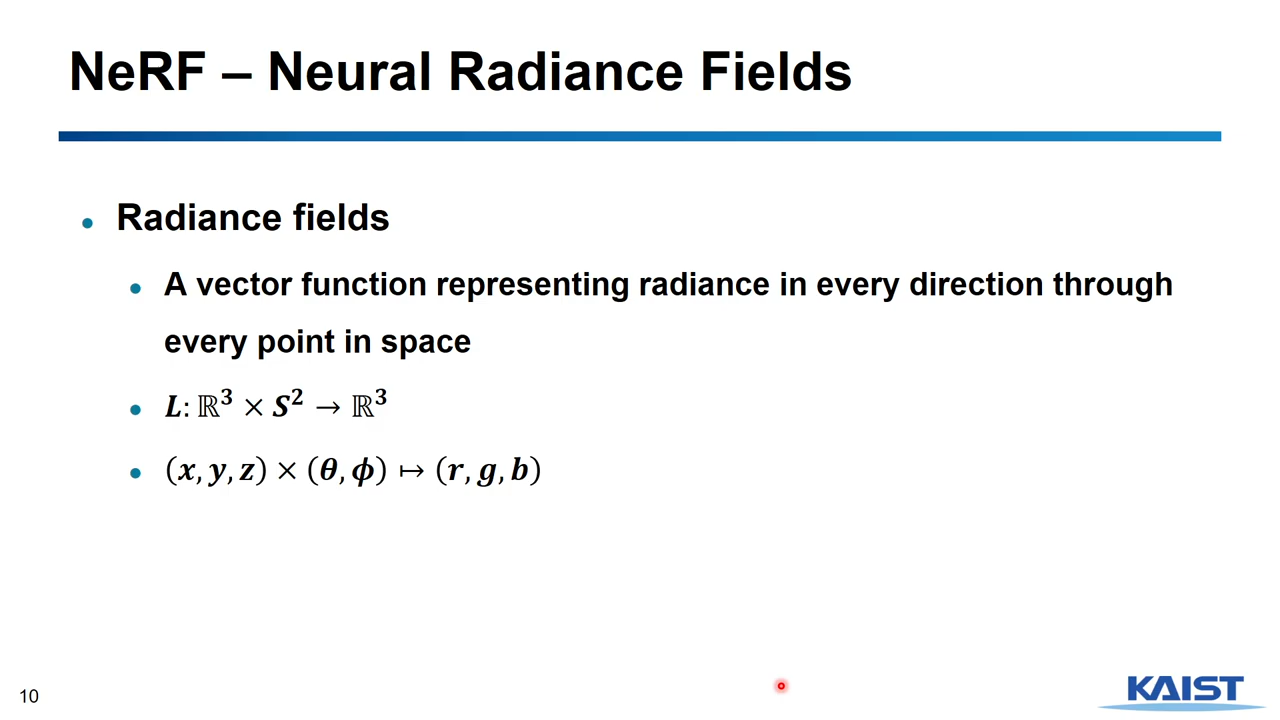 NeRF – Neural Radiance Fields
• Radiance fields
• A vector function representing radiance in every direction through
every point in space
• 𝑳: ℝ³ × 𝑺² → ℝ³
• (𝒙, 𝒚, 𝒛) × (𝜽, 𝝓) ↦ (𝒓, 𝒈, 𝒃)
10
KAIST